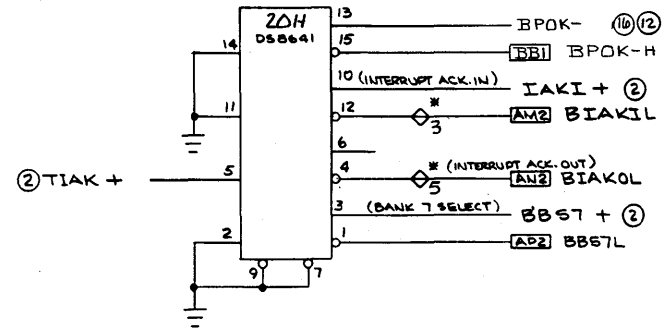 20H
DS8641
13
BPOK- 16 12
14
15
BB1 BPOK-H
10 (INTERRUPT ACK. IN)
IAKI + 2
11
12
*
3
AM2 BIAKIL
6
2 TIAK +
5
4
*
5
(INTERRUPT ACK. OUT)
AN2 BIAKOL
3 (BANK 7 SELECT)
BBS7 + 2
2
1
AP2 BBS7L
9
7